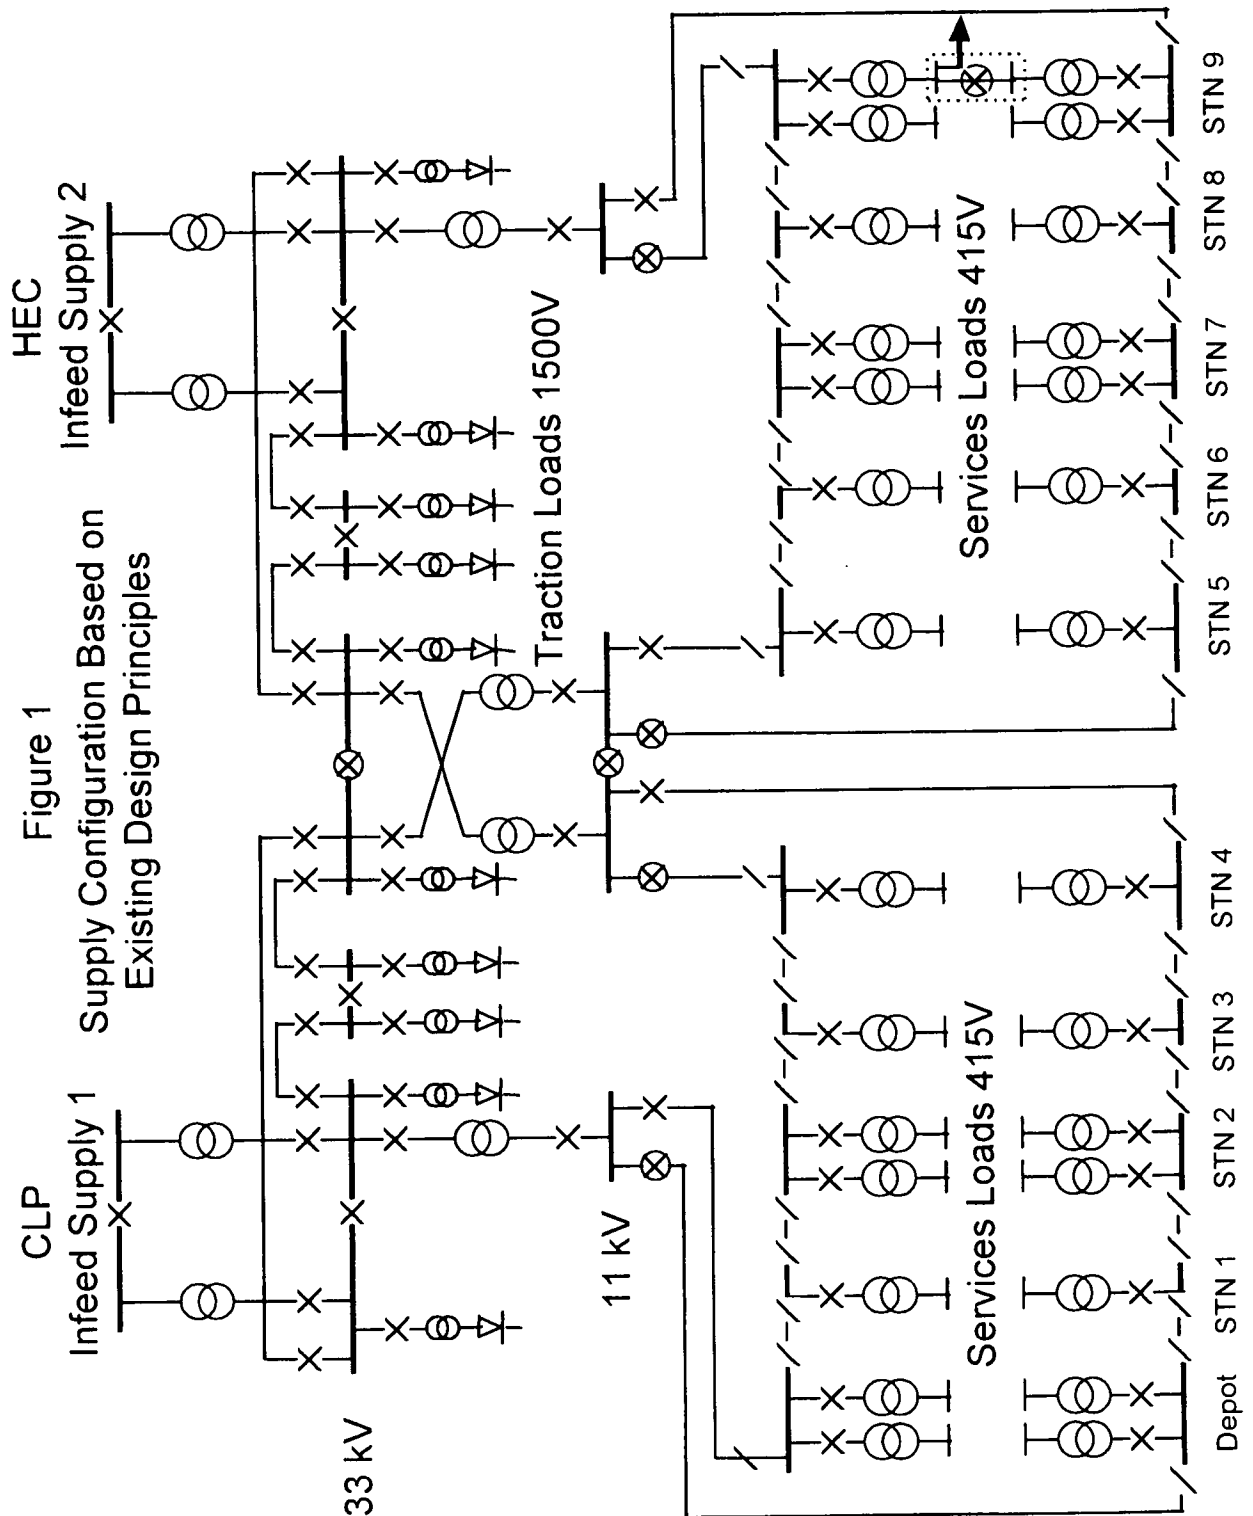 Figure 1
Supply Configuration Based on
Existing Design Principles
CLP
Infeed Supply 1
HEC
Infeed Supply 2
33 kV
Traction Loads 1500V
11 kV
Services Loads 415V
Services Loads 415V
Depot
STN 1
STN 2
STN 3
STN 4
STN 5
STN 6
STN 7
STN 8
STN 9